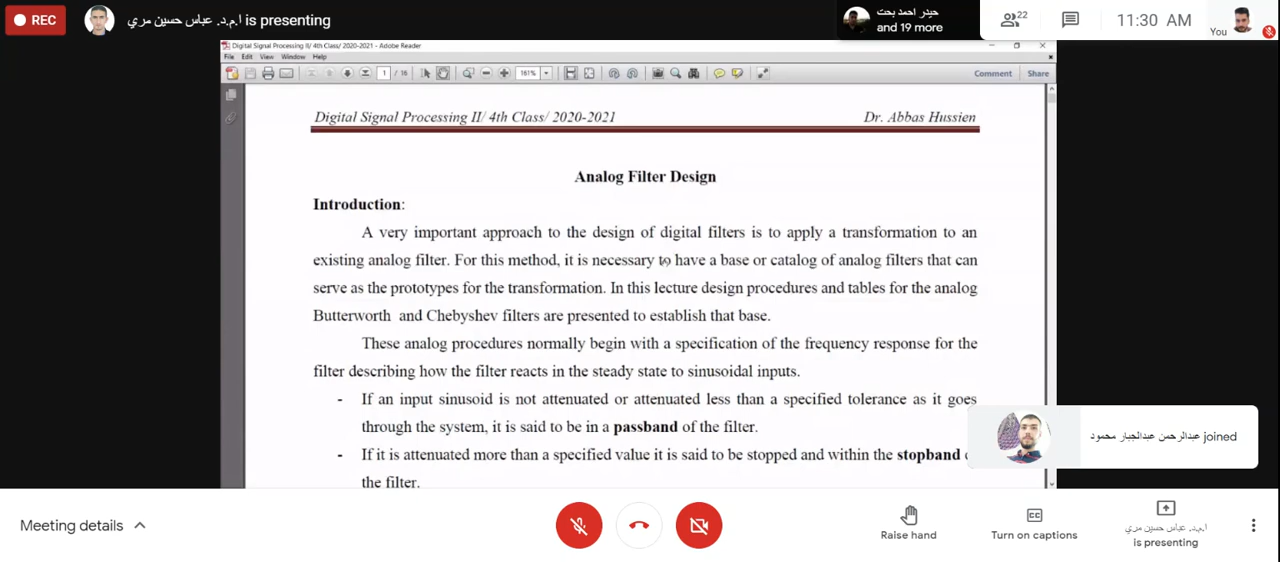 REC
ا.م.د. عباس حسين مري is presenting
حيدر احمد بخت
and 19 more
22
11:30 AM
You
Digital Signal Processing II/ 4th Class/ 2020-2021 - Adobe Reader
File Edit View Window Help
1 / 16
161%
Comment Share
Digital Signal Processing II/ 4th Class/ 2020-2021 Dr. Abbas Hussien
Analog Filter Design
Introduction:
A very important approach to the design of digital filters is to apply a transformation to an
existing analog filter. For this method, it is necessary to have a base or catalog of analog filters that can
serve as the prototypes for the transformation. In this lecture design procedures and tables for the analog
Butterworth and Chebyshev filters are presented to establish that base.
These analog procedures normally begin with a specification of the frequency response for the
filter describing how the filter reacts in the steady state to sinusoidal inputs.
- If an input sinusoid is not attenuated or attenuated less than a specified tolerance as it goes
through the system, it is said to be in a passband of the filter.
- If it is attenuated more than a specified value it is said to be stopped and within the stopband
the filter.
عبدالرحمن عبدالجبار محمود joined
Meeting details
Raise hand
CC
Turn on captions
ا.م.د. عباس حسين مري
is presenting